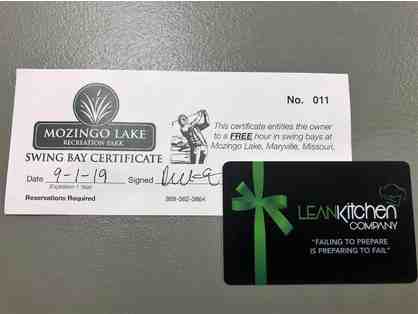 No. 011
MOZINGO LAKE
RECREATION PARK
SWING BAY CERTIFICATE
This certificate entitles the owner
to a FREE hour in swing bays at
Mozingo Lake, Maryville, Missouri.
Date 9-1-19 Signed
Expiration 1 Year
Reservations Required
LEANKitchen
COMPANY
"FAILING TO PREPARE
IS PREPARING TO FAIL"